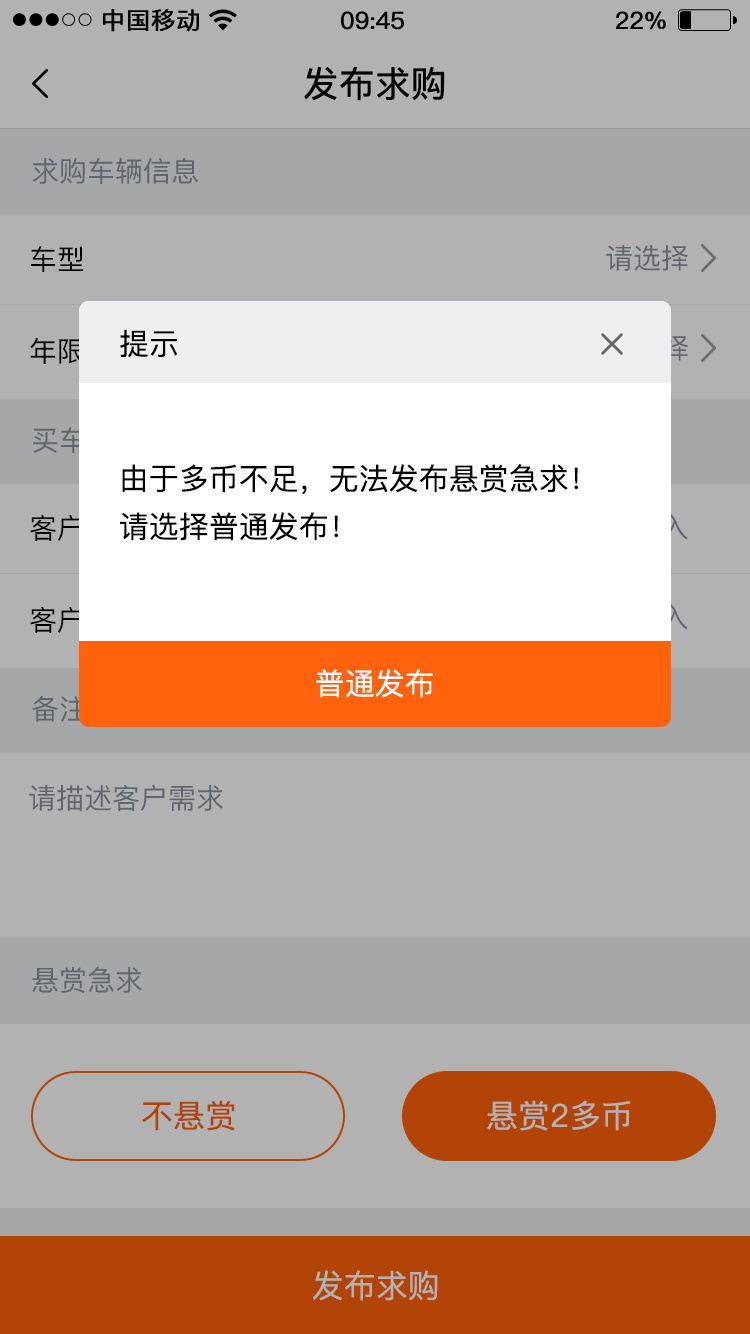 中国移动 09:45 22%
发布求购
求购车辆信息
车型 请选择
年限 择
提示
买车
由于多币不足，无法发布悬赏急求！
请选择普通发布！
客户 入
客户 入
普通发布
备注
请描述客户需求
悬赏急求
不悬赏 悬赏2多币
发布求购